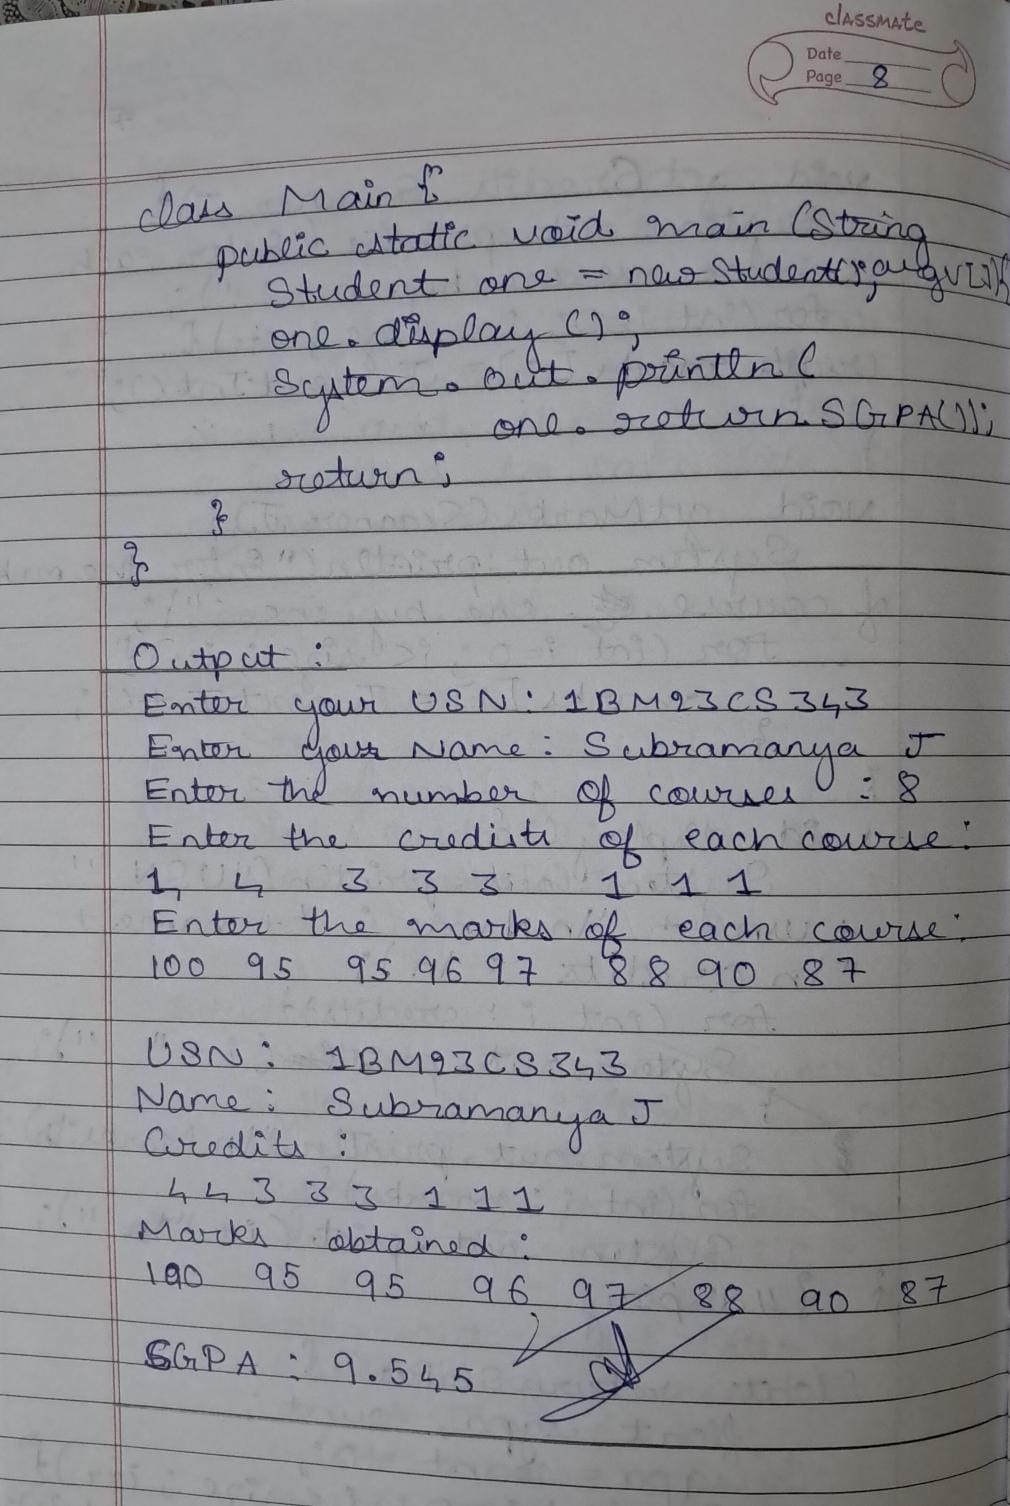 classmate
Date
Page 8
class Main {
public static void main (String
Student one = new Student(); argv[]){
one.display ();
System.out.println (
one.returnSGPA());
return;
}
}
Output :
Enter your USN: 1BM23CS343
Enter your Name : Subramanya J
Enter the number of courses : 8
Enter the credits of each course:
4 3 3 3 1 1 1
Enter the marks of each course:
100 95 95 96 97 88 90 87
USN: 1BM23CS343
Name: Subramanya J
Credits :
4 4 3 3 3 1 1 1
Marks obtained :
100 95 95 96 97 88 90 87
SGPA : 9.545